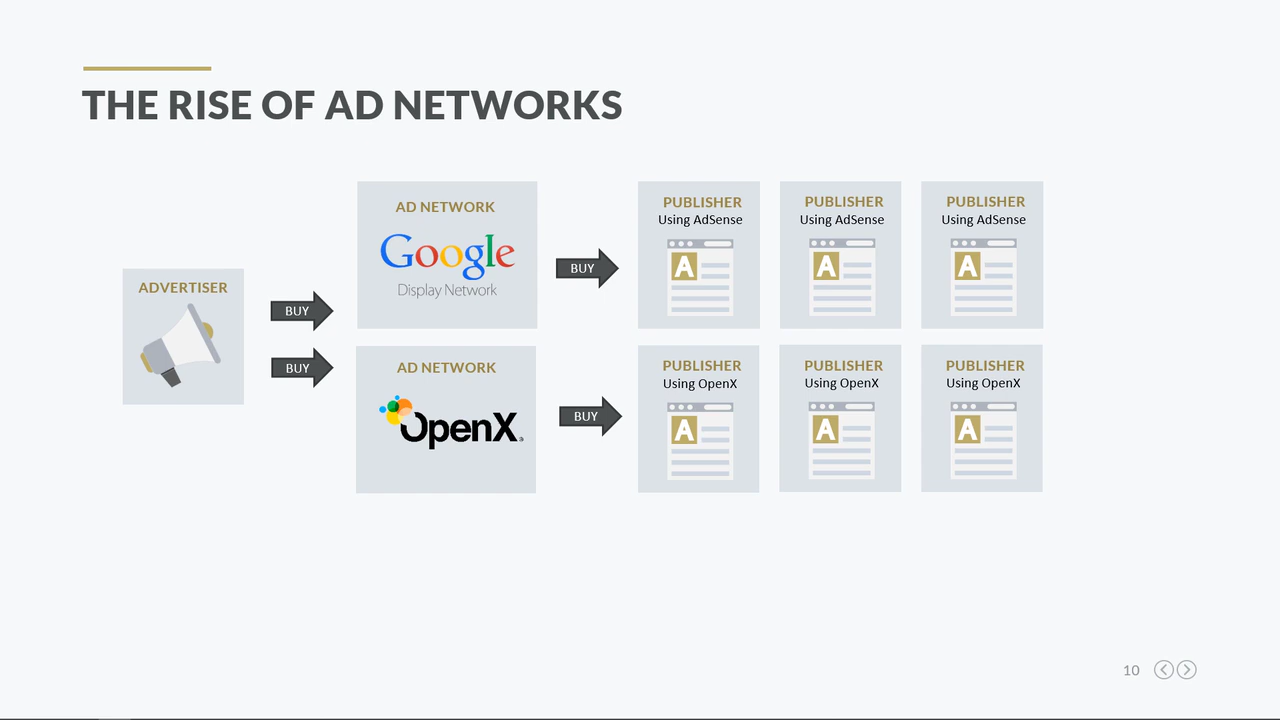 THE RISE OF AD NETWORKS
ADVERTISER
BUY
BUY
AD NETWORK
Google
Display Network
BUY
PUBLISHER
Using AdSense
A
PUBLISHER
Using AdSense
A
PUBLISHER
Using AdSense
A
AD NETWORK
OpenX
BUY
PUBLISHER
Using OpenX
A
PUBLISHER
Using OpenX
A
PUBLISHER
Using OpenX
A
10